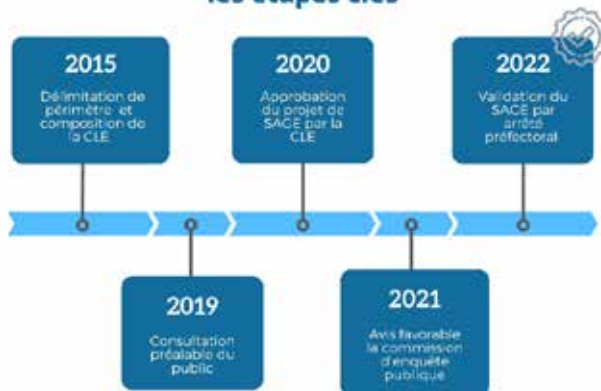 les étapes clés
2015
Délimitation de
périmètre et
composition de
la CLE
2020
Approbation
du projet de
SAGE par la
CLE
2022
Validation du
SAGE par
arrêté
préfectoral
2019
Consultation
préalable du
public
2021
Avis favorable
la commission
d'enquête
publique